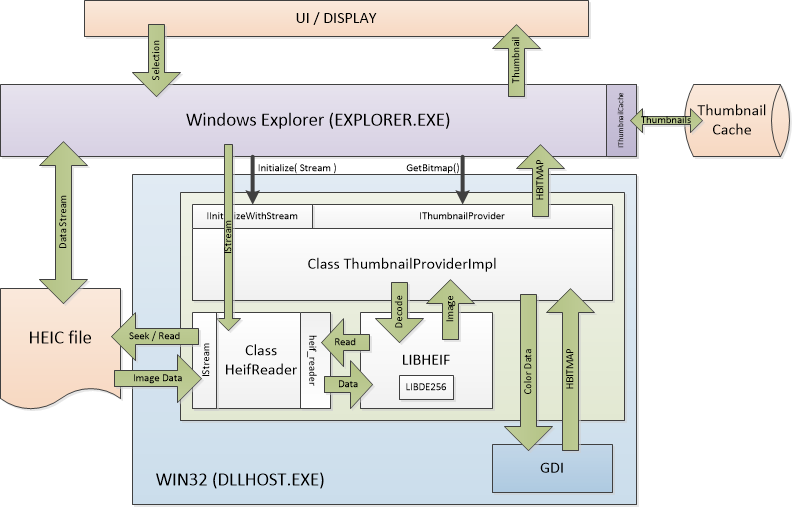 UI / DISPLAY
Selection
Thumbnail
Windows Explorer (EXPLORER.EXE)
IThumbnailCache
Thumbnails
Thumbnail
Cache
Initialize( Stream )
GetBitmap()
HBITMAP
Data Stream
IStream
IInitializeWithStream
IThumbnailProvider
Class ThumbnailProviderImpl
HEIC file
Seek / Read
Image Data
IStream
Class
HeifReader
heif_reader
Read
Data
Decode
Image
LIBHEIF
LIBDE256
Color Data
HBITMAP
GDI
WIN32 (DLLHOST.EXE)